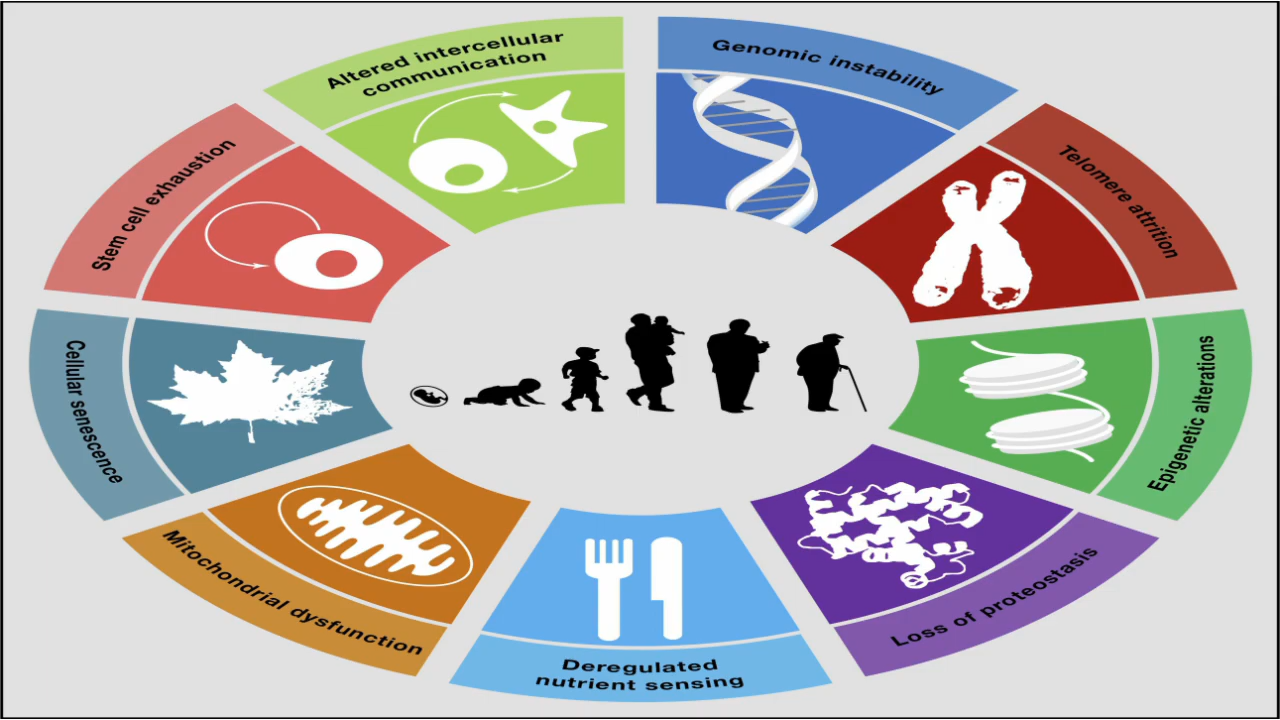 Altered intercellular
communication
Genomic instability
Telomere attrition
Epigenetic alterations
Loss of proteostasis
Deregulated
nutrient sensing
Mitochondrial dysfunction
Cellular senescence
Stem cell exhaustion